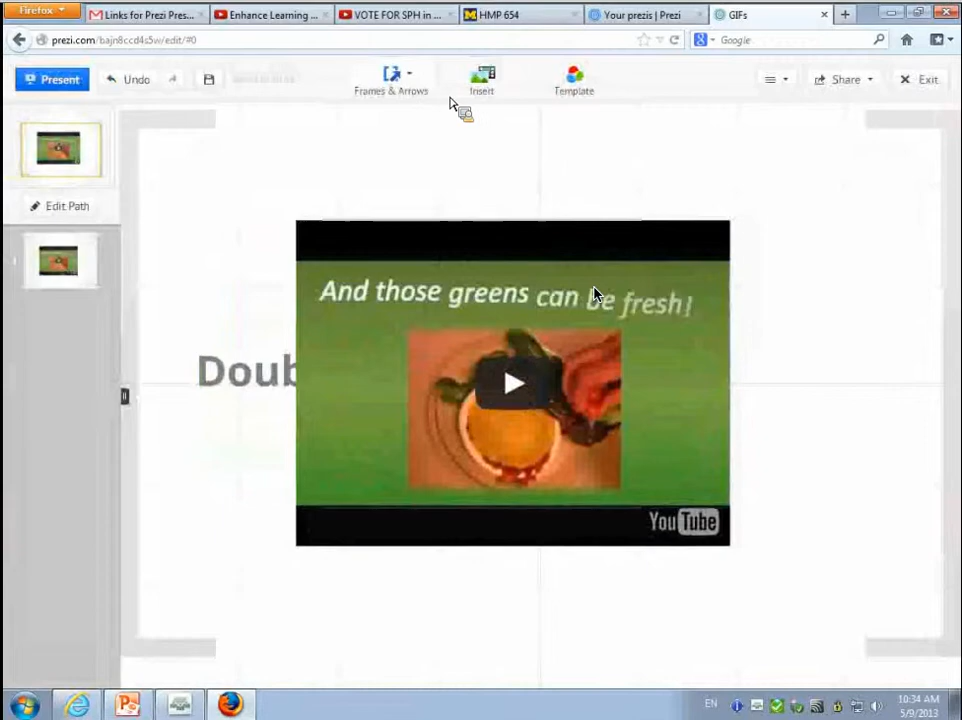 Firefox
Links for Prezi Pres...
Enhance Learning ...
VOTE FOR SPH in ...
HMP 654
Your prezis | Prezi
GIFs
prezi.com/bajn8ccd4s5w/edit/#0
Google
Present
Undo
Frames & Arrows
Insert
Template
Share
Exit
Edit Path
1
And those greens can be fresh!
Doub
YouTube
EN
10:34 AM
5/9/2013